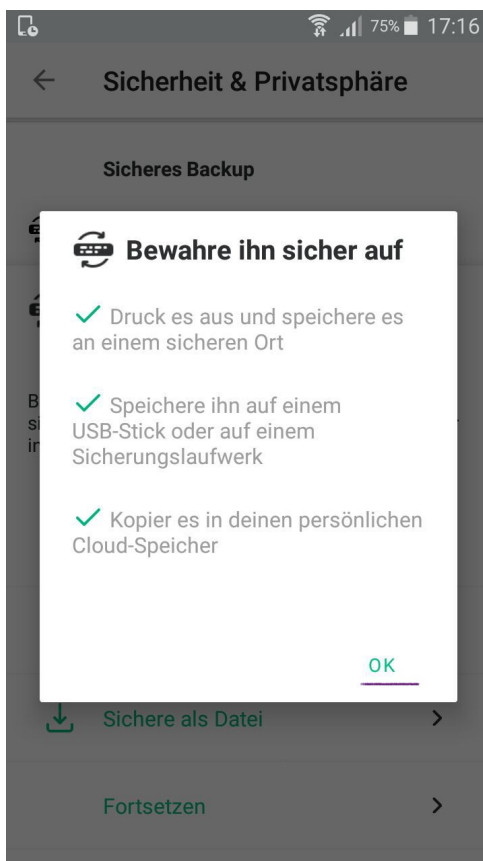 75% 17:16
Sicherheit & Privatsphäre
Sicheres Backup
Bewahre ihn sicher auf
Druck es aus und speichere es
an einem sicheren Ort
Speichere ihn auf einem
USB-Stick oder auf einem
Sicherungslaufwerk
Kopier es in deinen persönlichen
Cloud-Speicher
OK
Sichere als Datei
Fortsetzen